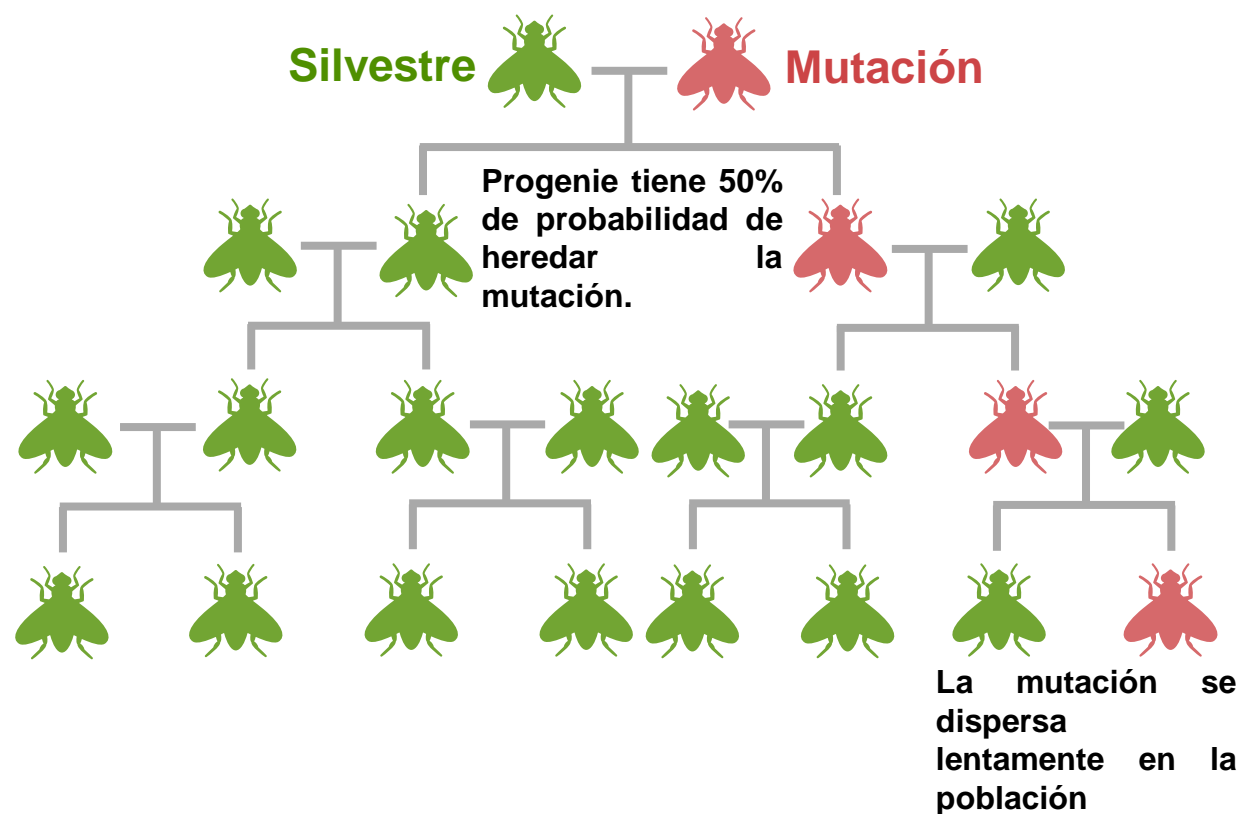 Silvestre
Mutación
Progenie tiene 50%
de probabilidad de
heredar la
mutación.
La mutación se
dispersa
lentamente en la
población